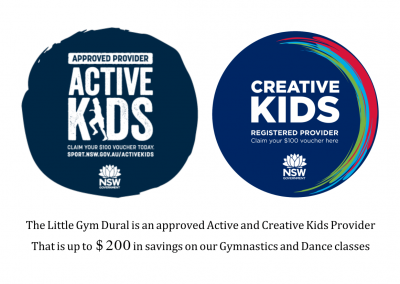 APPROVED PROVIDER
ACTIVE
KIDS
CLAIM YOUR $100 VOUCHER TODAY
SPORT.NSW.GOV.AU/ACTIVEKIDS
NSW
GOVERNMENT
CREATIVE
KIDS
REGISTERED PROVIDER
Claim your $100 voucher here
NSW
GOVERNMENT
The Little Gym Dural is an approved Active and Creative Kids Provider
That is up to $200 in savings on our Gymnastics and Dance classes